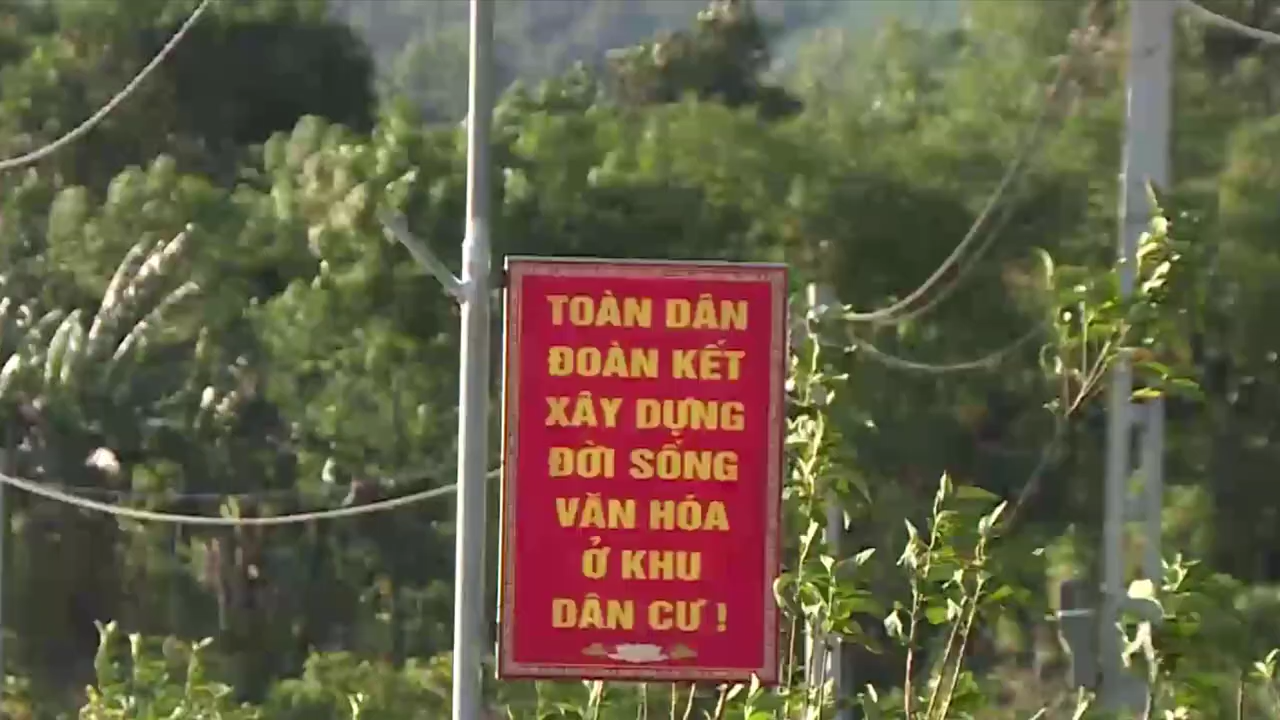 TOÀN DÂN
ĐOÀN KẾT
XÂY DỰNG
ĐỜI SỐNG
VĂN HÓA
Ở KHU
DÂN CƯ !